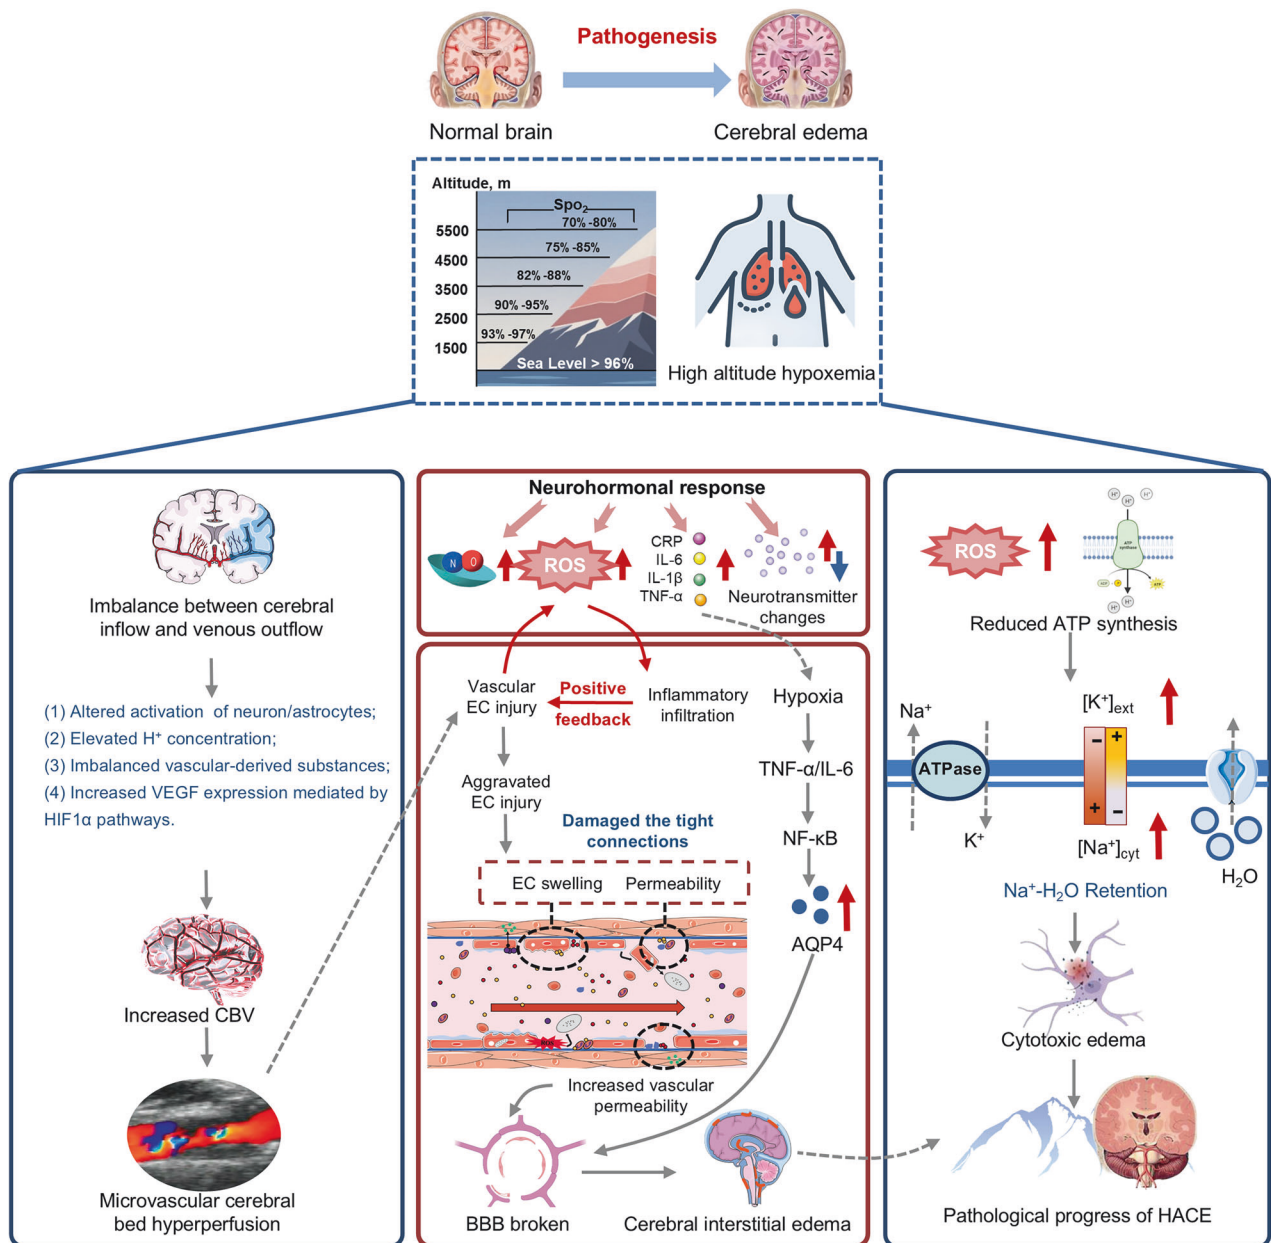 Pathogenesis
Normal brain
Cerebral edema
Altitude, m
Spo₂
70% -80%
5500
75% -85%
4500
82% -88%
3500
90% -95%
2500
93% -97%
1500
Sea Level > 96%
High altitude hypoxemia
Imbalance between cerebral
inflow and venous outflow
(1) Altered activation of neuron/astrocytes;
(2) Elevated H⁺ concentration;
(3) Imbalanced vascular-derived substances;
(4) Increased VEGF expression mediated by
HIF1α pathways.
Increased CBV
Microvascular cerebral
bed hyperperfusion
Neurohormonal response
N O
ROS
CRP
IL-6
IL-1β
TNF-α
Neurotransmitter
changes
Vascular
EC injury
Positive
feedback
Inflammatory
infiltration
Hypoxia
Aggravated
EC injury
TNF-α/IL-6
Damaged the tight
connections
NF-κB
EC swelling
Permeability
AQP4
ROS
Increased vascular
permeability
BBB broken
Cerebral interstitial edema
ROS
H⁺
H⁺
ATP
synthase
ADP
P
ATP
H⁺
H⁺
Reduced ATP synthesis
Na⁺
[K⁺]ext
ATPase
− +
+ −
K⁺
[Na⁺]cyt
H₂O
Na⁺-H₂O Retention
Cytotoxic edema
Pathological progress of HACE